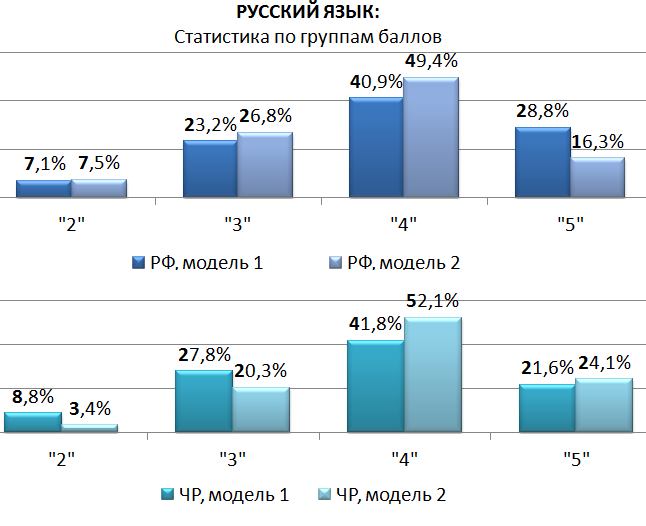 РУССКИЙ ЯЗЫК:
Статистика по группам баллов
7,1% 7,5% 23,2% 26,8% 40,9% 49,4% 28,8% 16,3%
"2" "3" "4" "5"
РФ, модель 1 РФ, модель 2
8,8% 3,4% 27,8% 20,3% 41,8% 52,1% 21,6% 24,1%
"2" "3" "4" "5"
ЧР, модель 1 ЧР, модель 2